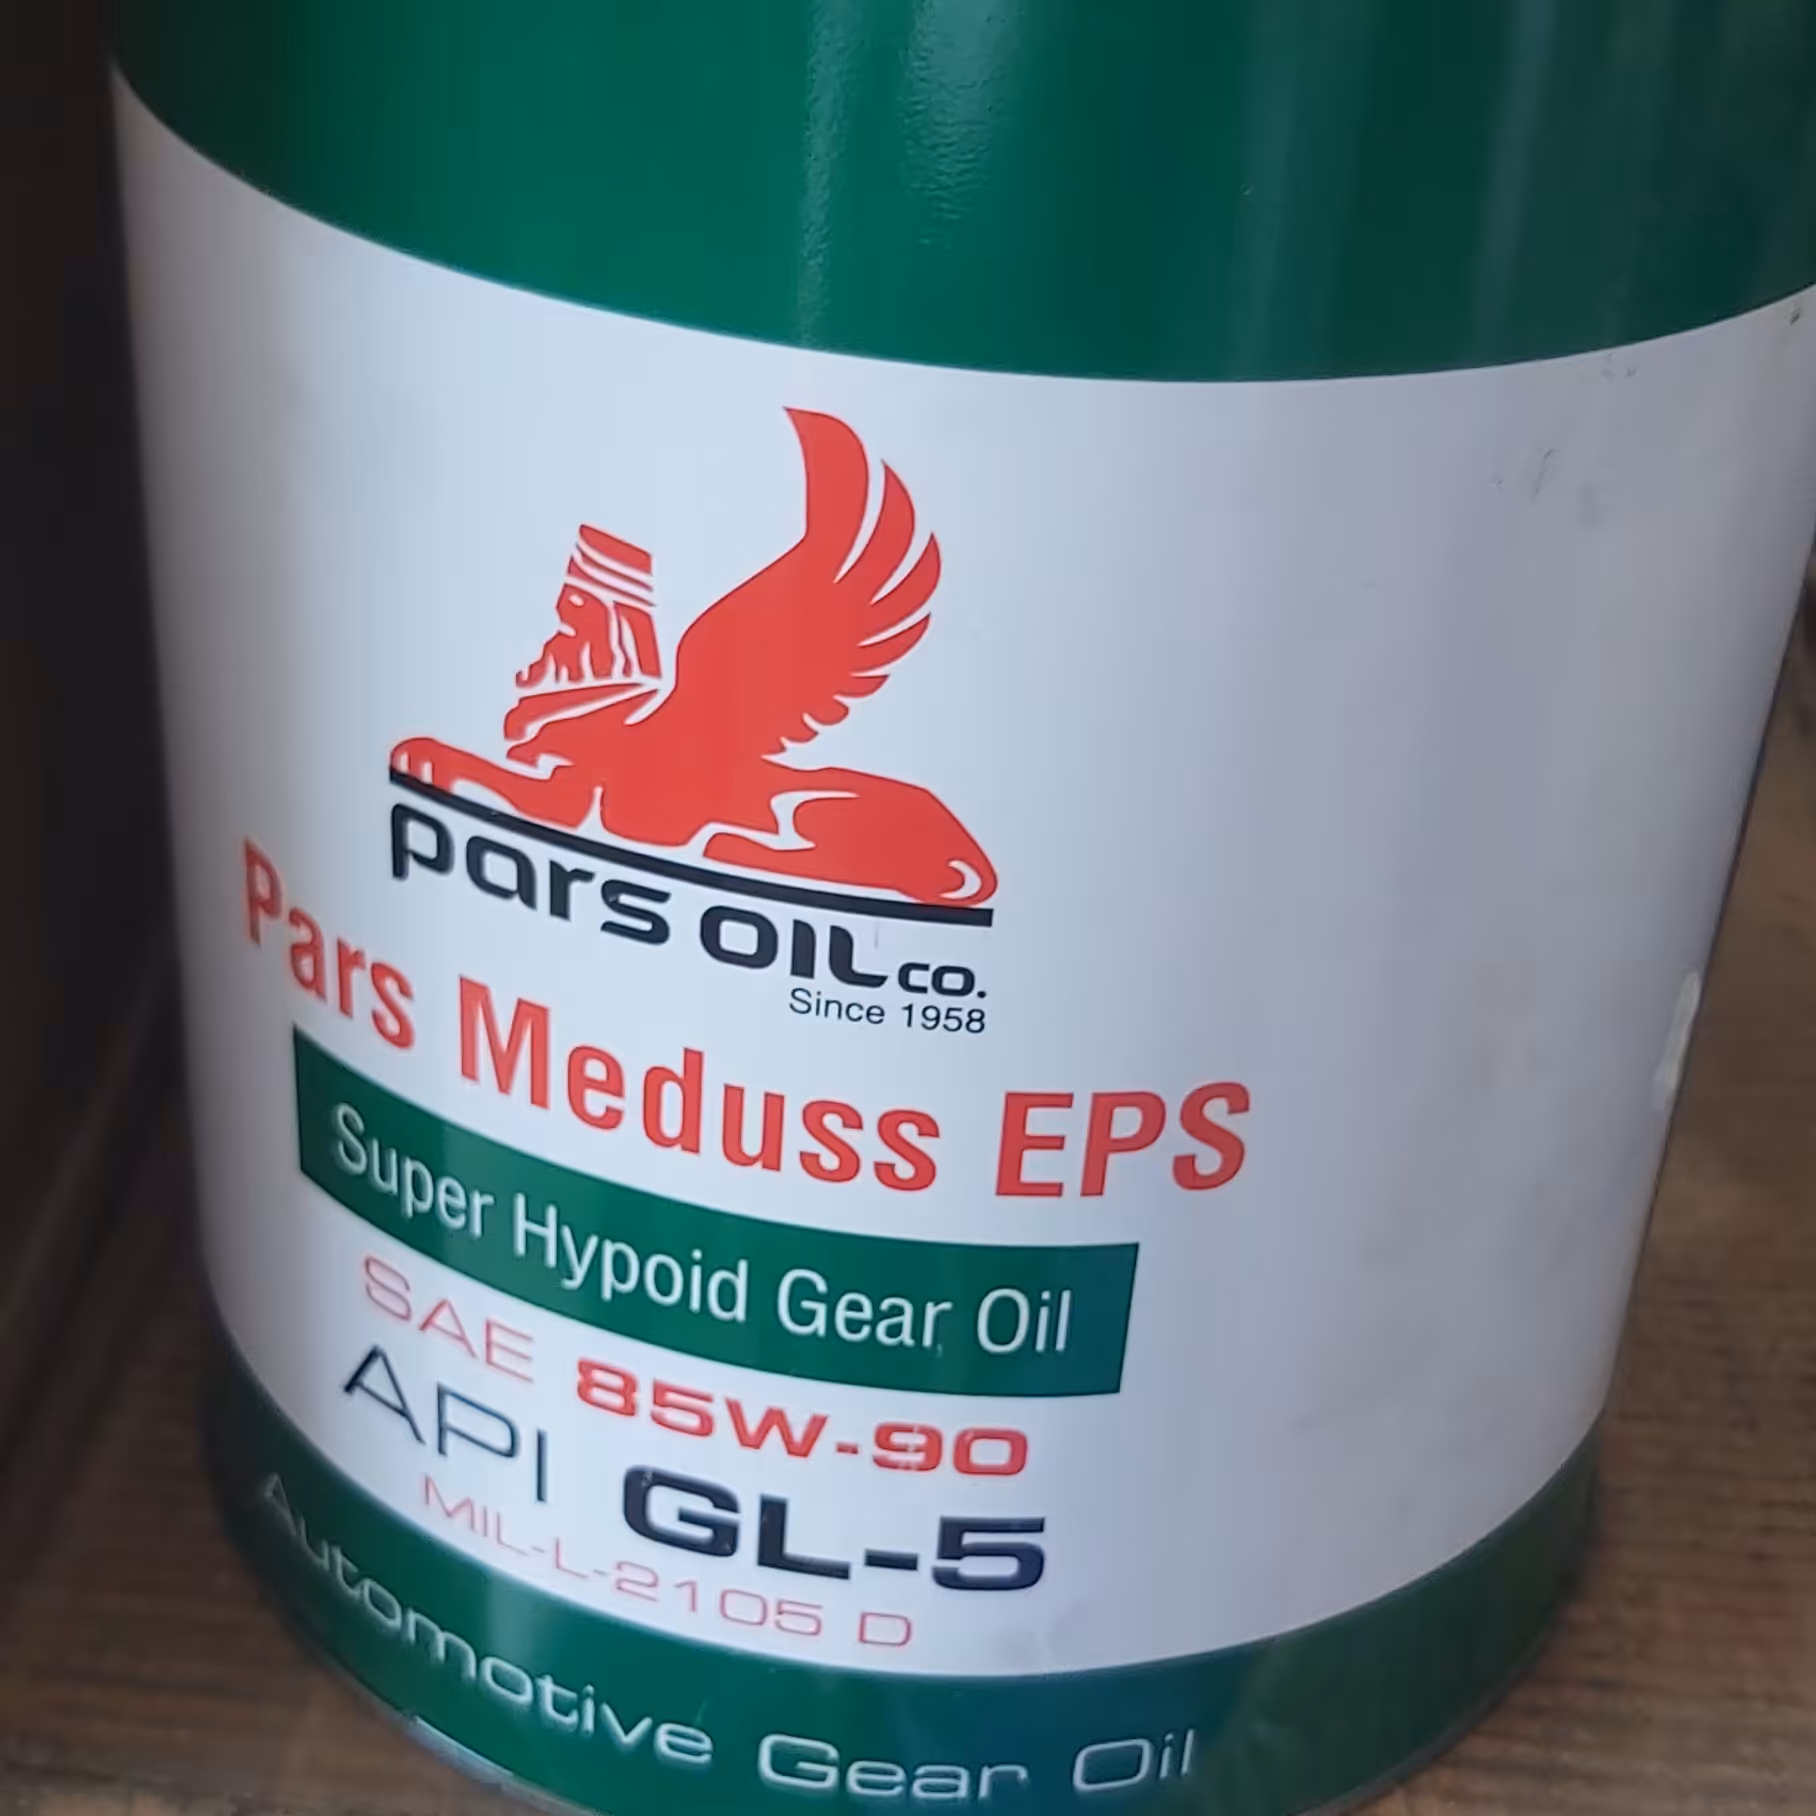 pars OIL co.
Since 1958
Pars Meduss EPS
Super Hypoid Gear Oil
SAE 85W-90
API GL-5
MIL-L-2105 D
Automotive Gear Oil